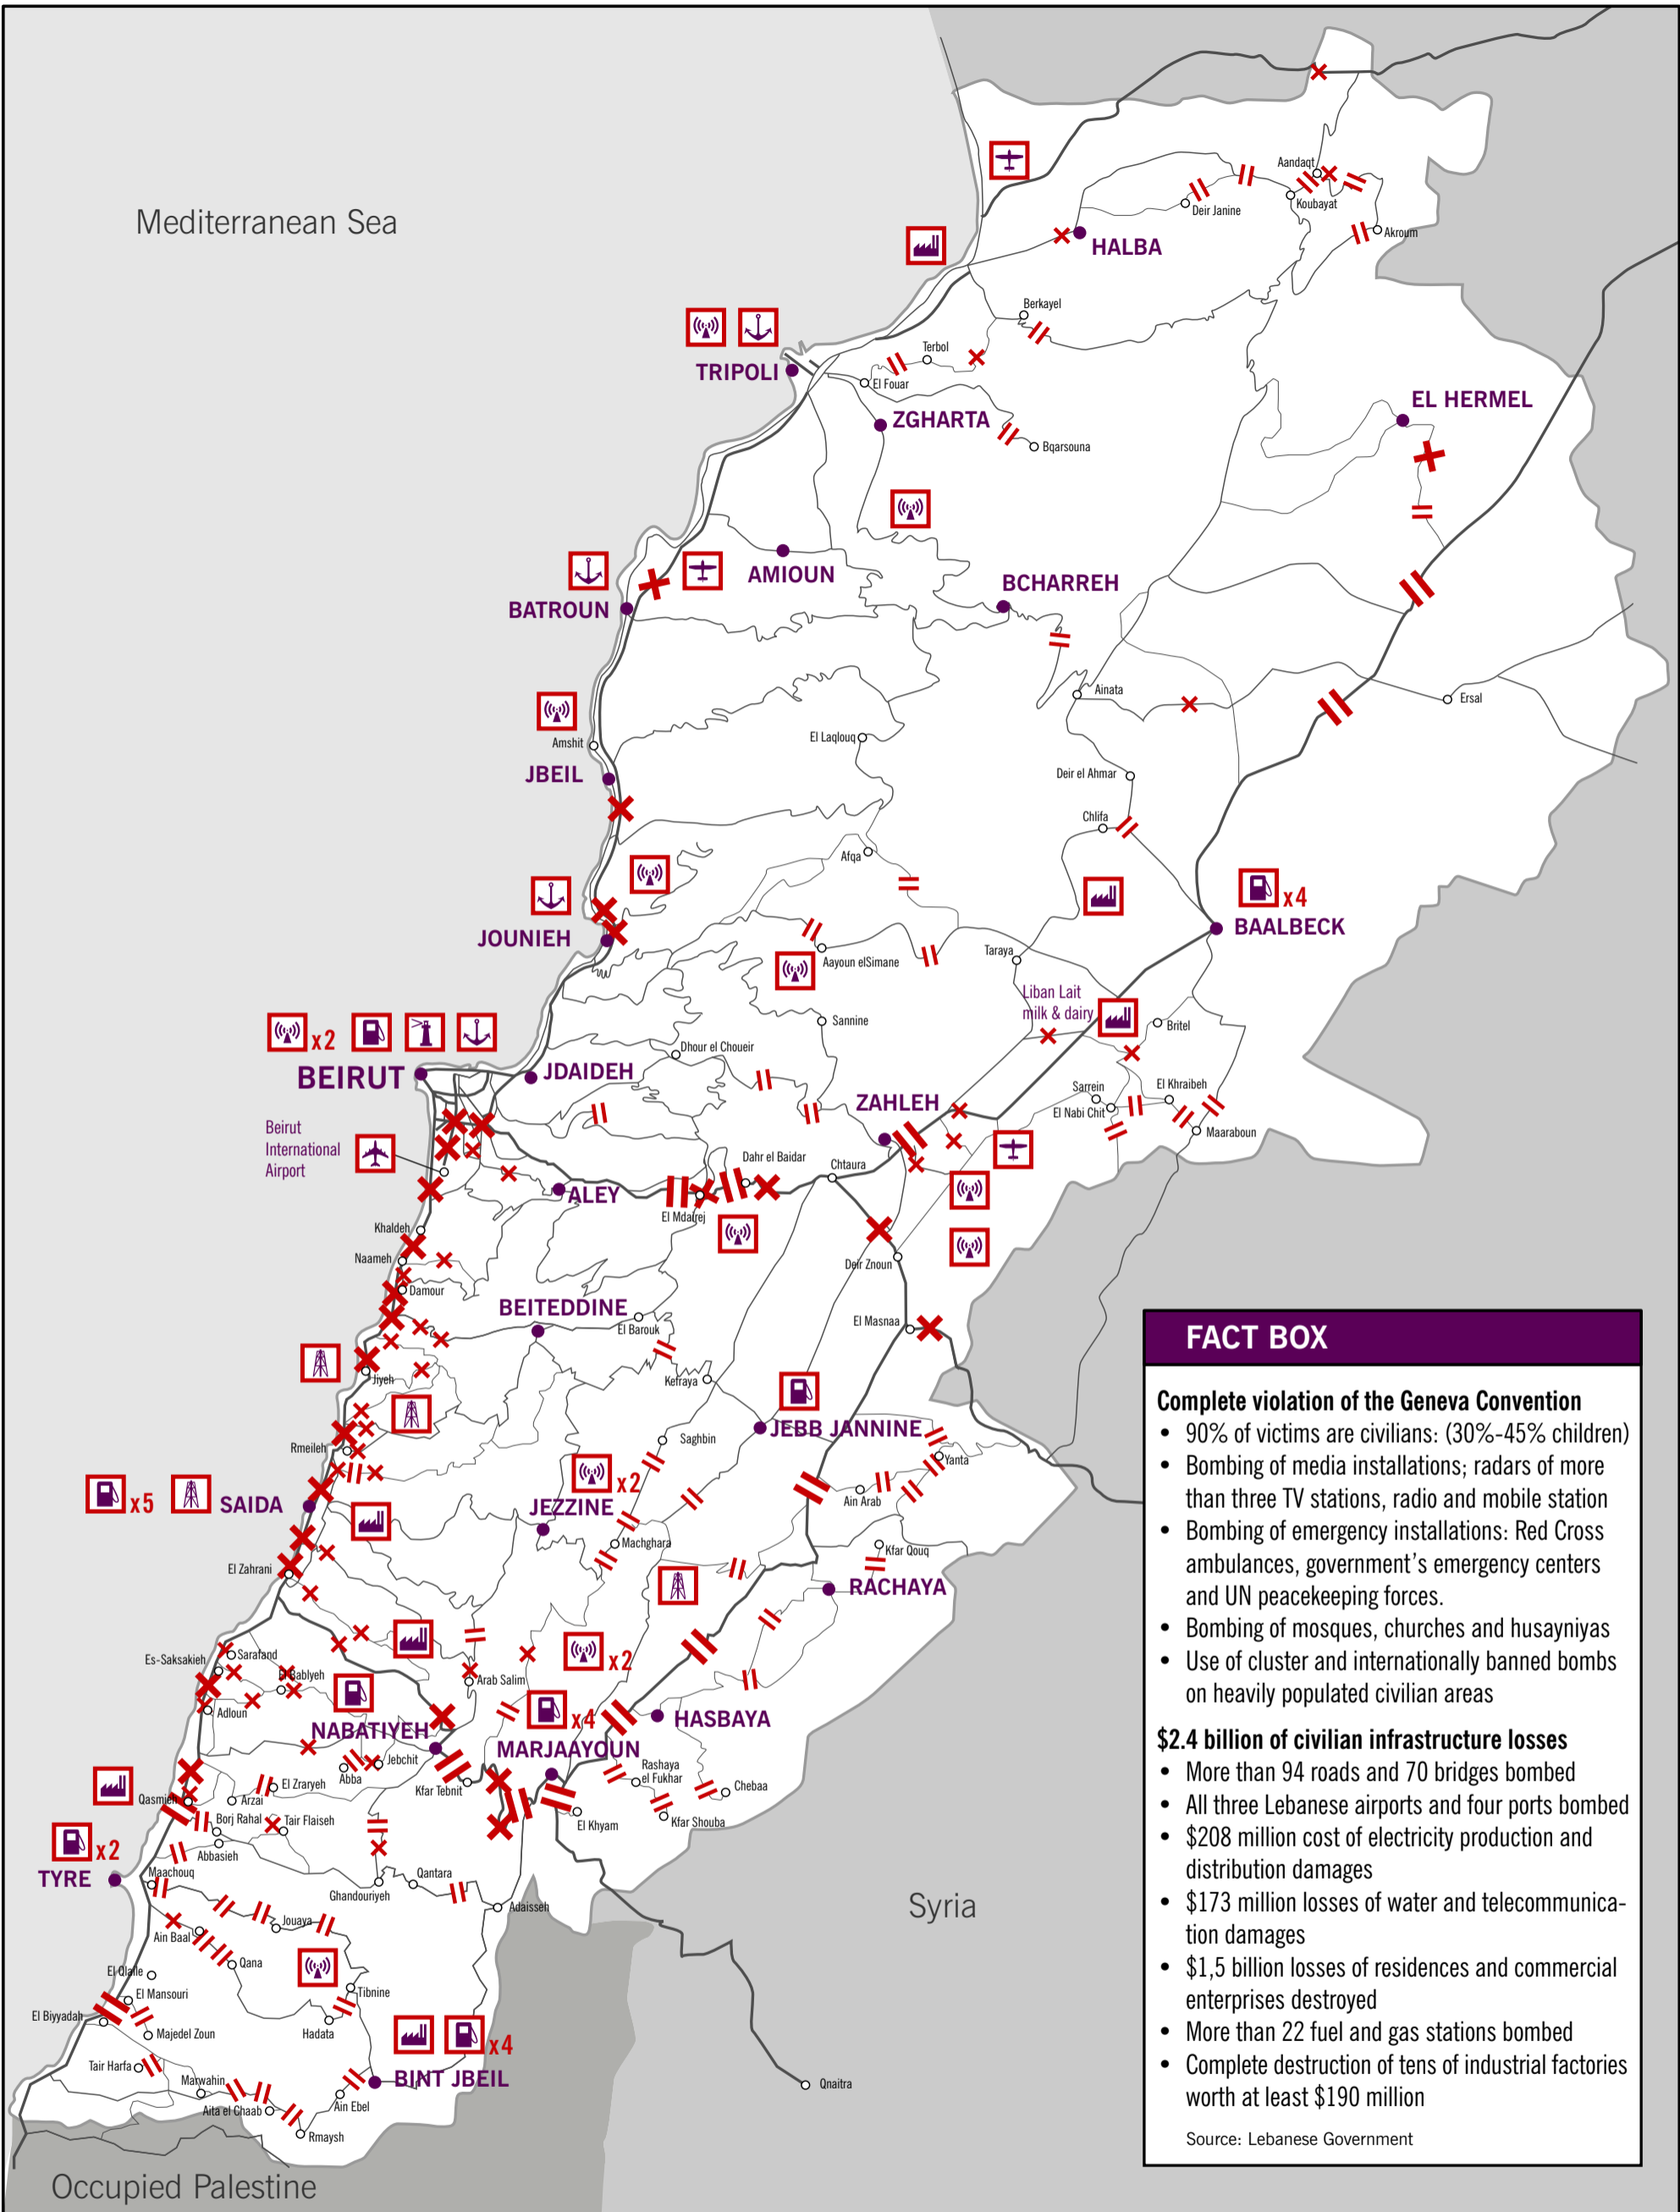 Mediterranean Sea
Aandaqt
Koubayat
Deir Janine
Akroum
HALBA
Berkayel
Terbol
TRIPOLI
El Fouar
ZGHARTA
EL HERMEL
Bqarsouna
AMIOUN
BCHARREH
BATROUN
Ainata
Ersal
Amshit
El Laqlouq
JBEIL
Deir el Ahmar
Chlifa
Afqa
x4
BAALBECK
JOUNIEH
Aayoun elSimane
Taraya
Liban Lait
milk & dairy
Sannine
Britel
x2
Dhour el Choueir
BEIRUT
JDAIDEH
Sarrein
El Khraibeh
ZAHLEH
El Nabi Chit
Maaraboun
Beirut
International
Airport
Dahr el Baidar
Chtaura
ALEY
El Mdairej
Khaldeh
Naameh
Deir Znoun
Damour
BEITEDDINE
El Barouk
El Masnaa
Jiyeh
Kefraya
JEBB JANNINE
Rmeileh
Saghbin
Yanta
x2
Ain Arab
x5
SAIDA
JEZZINE
Machghara
Kfar Qouq
El Zahrani
RACHAYA
Es-Saksakieh
Sarafand
x2
El Bablyeh
Arab Salim
Adloun
x4
HASBAYA
NABATIYEH
MARJAAYOUN
Jebchit
Abba
Rashaya
el Fukhar
Chebaa
El Zraryeh
Kfar Tebnit
Qasmieh
Arzai
Borj Rahal
Tair Flaiseh
El Khyam
Kfar Shouba
x2
Abbasieh
TYRE
Maachouq
Qantara
Ghandouriyeh
Adaisseh
Syria
Jouaya
Ain Baal
Qana
El Qlaile
El Mansouri
Tibnine
El Biyyadah
Majedel Zoun
Hadata
x4
Tair Harfa
Marwahin
BINT JBEIL
Aita el Chaab
Ain Ebel
Rmaysh
Qnaitra
Occupied Palestine
FACT BOX
Complete violation of the Geneva Convention
• 90% of victims are civilians: (30%-45% children)
• Bombing of media installations; radars of more
than three TV stations, radio and mobile station
• Bombing of emergency installations: Red Cross
ambulances, government's emergency centers
and UN peacekeeping forces.
• Bombing of mosques, churches and husayniyas
• Use of cluster and internationally banned bombs
on heavily populated civilian areas
$2.4 billion of civilian infrastructure losses
• More than 94 roads and 70 bridges bombed
• All three Lebanese airports and four ports bombed
• $208 million cost of electricity production and
distribution damages
• $173 million losses of water and telecommunica-
tion damages
• $1,5 billion losses of residences and commercial
enterprises destroyed
• More than 22 fuel and gas stations bombed
• Complete destruction of tens of industrial factories
worth at least $190 million
Source: Lebanese Government